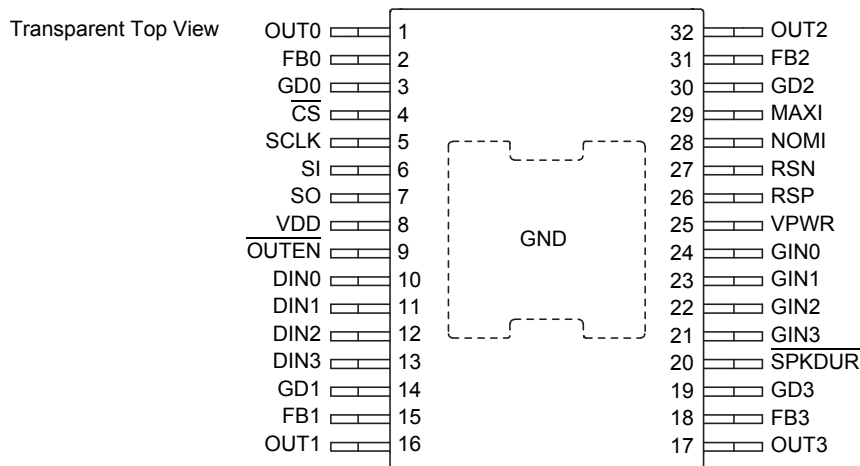 Transparent Top View
OUT0 1 32 OUT2
FB0 2 31 FB2
GD0 3 30 GD2
CS 4 29 MAXI
SCLK 5 28 NOMI
SI 6 27 RSN
SO 7 26 RSP
VDD 8 25 VPWR
GND
OUTEN 9 24 GIN0
DIN0 10 23 GIN1
DIN1 11 22 GIN2
DIN2 12 21 GIN3
DIN3 13 20 SPKDUR
GD1 14 19 GD3
FB1 15 18 FB3
OUT1 16 17 OUT3